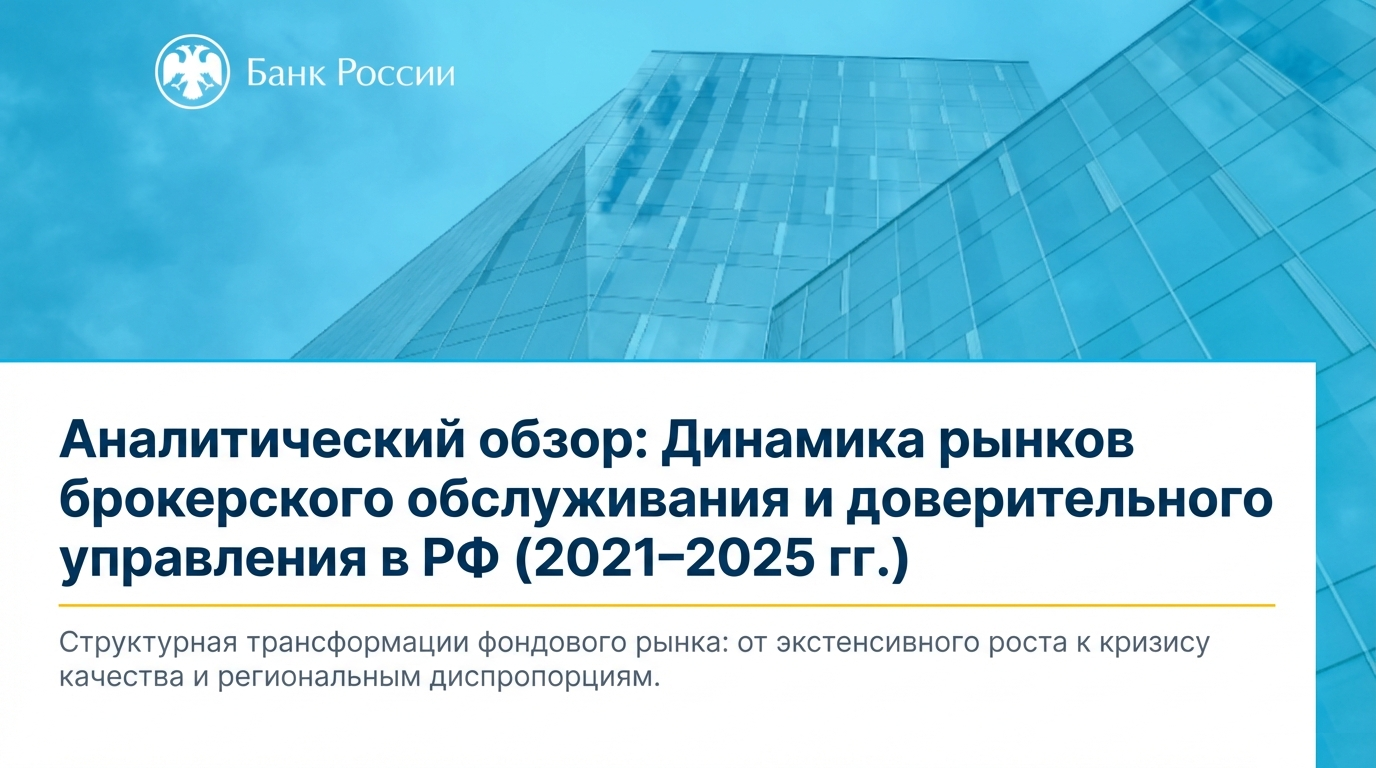 Банк России
Аналитический обзор: Динамика рынков
брокерского обслуживания и доверительного
управления в РФ (2021–2025 гг.)
Структурная трансформации фондового рынка: от экстенсивного роста к кризису
качества и региональным диспропорциям.